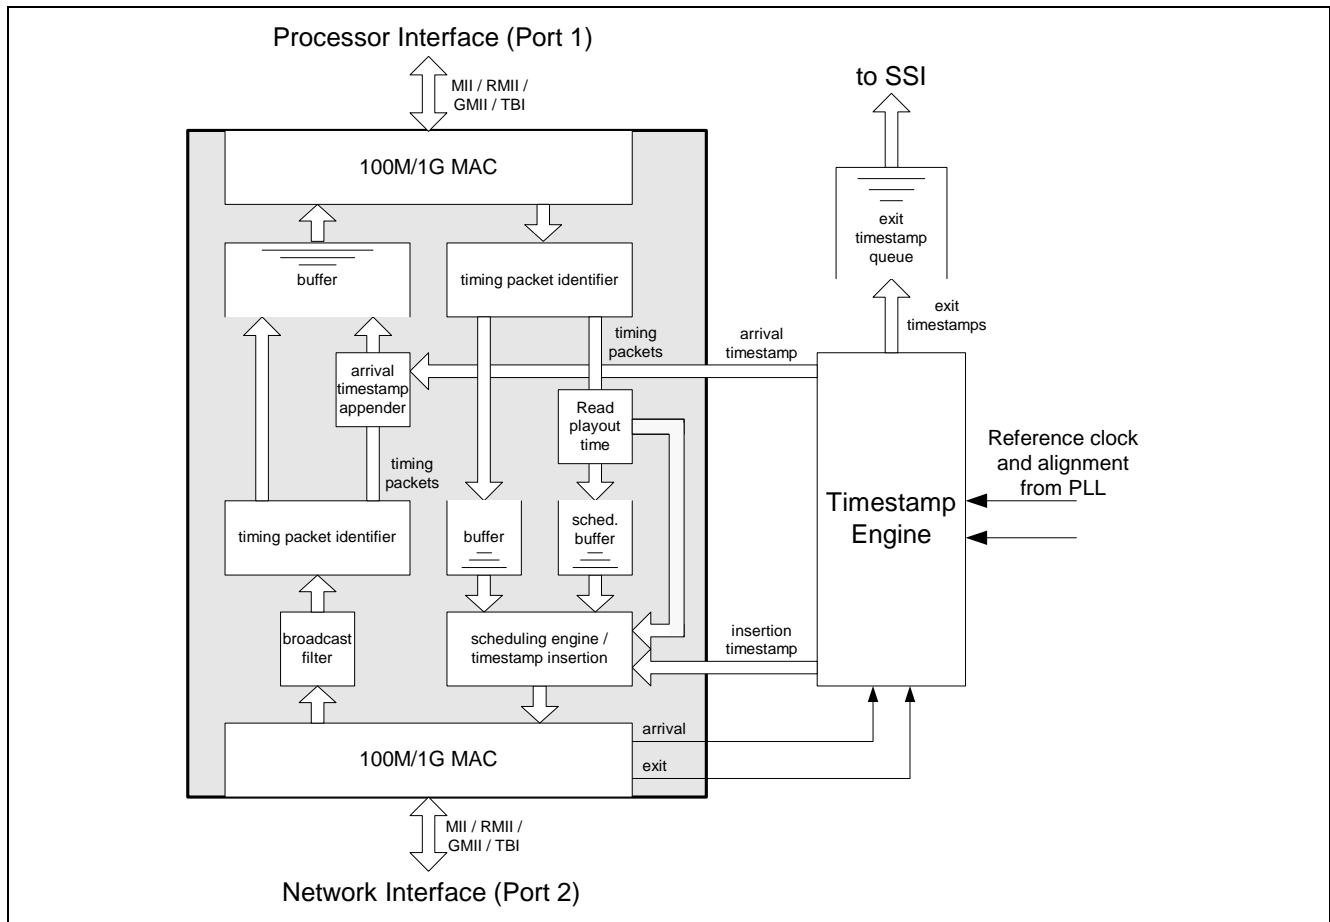 Processor Interface (Port 1)
MII / RMII /
GMII / TBI
to SSI
100M/1G MAC
exit
timestamp
queue
buffer
timing packet identifier
exit
timestamps
timing
packets
arrival
timestamp
arrival
timestamp
appender
Read
playout
time
timing
packets
Reference clock
and alignment
from PLL
Timestamp
Engine
timing packet identifier
buffer
sched.
buffer
broadcast
filter
scheduling engine /
timestamp insertion
insertion
timestamp
100M/1G MAC
arrival
exit
MII / RMII /
GMII / TBI
Network Interface (Port 2)